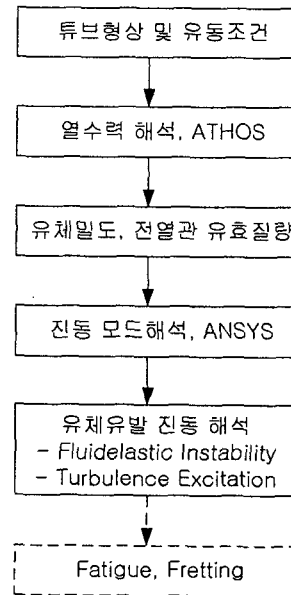 튜브형상 및 유동조건
열수력 해석, ATHOS
유체밀도, 전열관 유효질량
진동 모드해석, ANSYS
유체유발 진동 해석
- Fluidelastic Instability
- Turbulence Excitation
Fatigue, Fretting